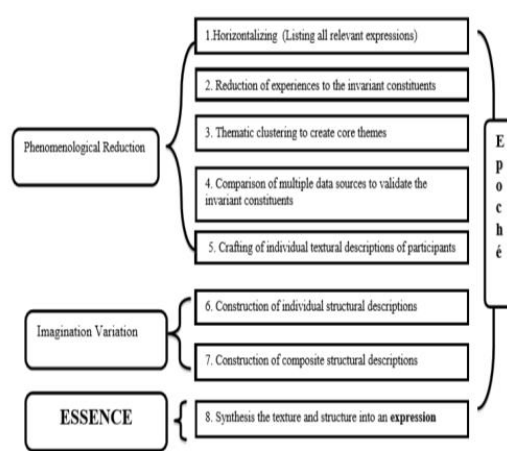 1.Horizontalizing (Listing all relevant expressions)
2. Reduction of experiences to the invariant constituents
Phenomenological Reduction
3. Thematic clustering to create core themes
4. Comparison of multiple data sources to validate the
invariant constituents
5. Crafting of individual textural descriptions of participants
Imagination Variation
6. Construction of individual structural descriptions
7. Construction of composite structural descriptions
ESSENCE
8. Synthesis the texture and structure into an expression
E
p
o
c
h
é